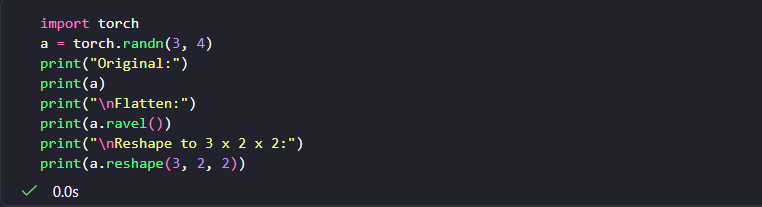 import torch
a = torch.randn(3, 4)
print("Original:")
print(a)
print("\nFlatten:")
print(a.ravel())
print("\nReshape to 3 x 2 x 2:")
print(a.reshape(3, 2, 2))
✓ 0.0s